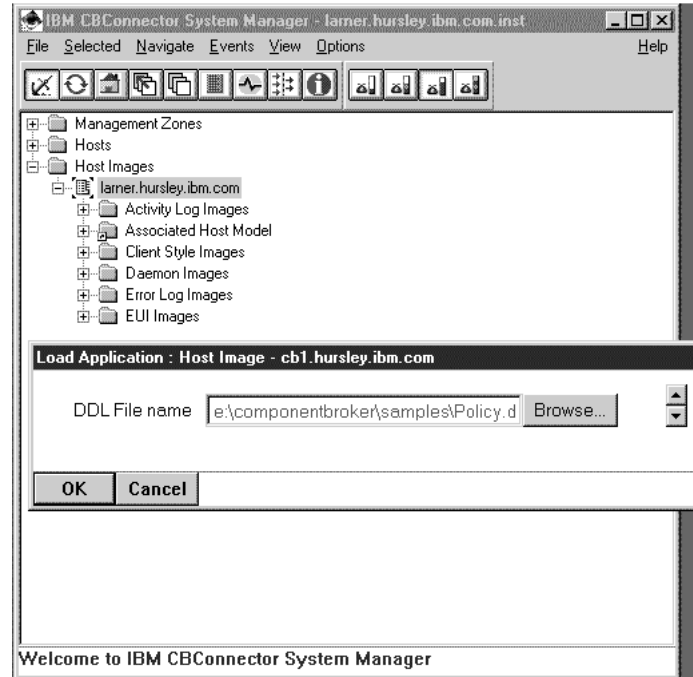 IBM CBConnector System Manager - larner.hursley.ibm.com.inst
File Selected Navigate Events View Options Help
Management Zones
Hosts
Host Images
larner.hursley.ibm.com
Activity Log Images
Associated Host Model
Client Style Images
Daemon Images
Error Log Images
EUI Images
Load Application : Host Image - cb1.hursley.ibm.com
DDL File name e:\componentbroker\samples\Policy.d Browse...
OK Cancel
Welcome to IBM CBConnector System Manager